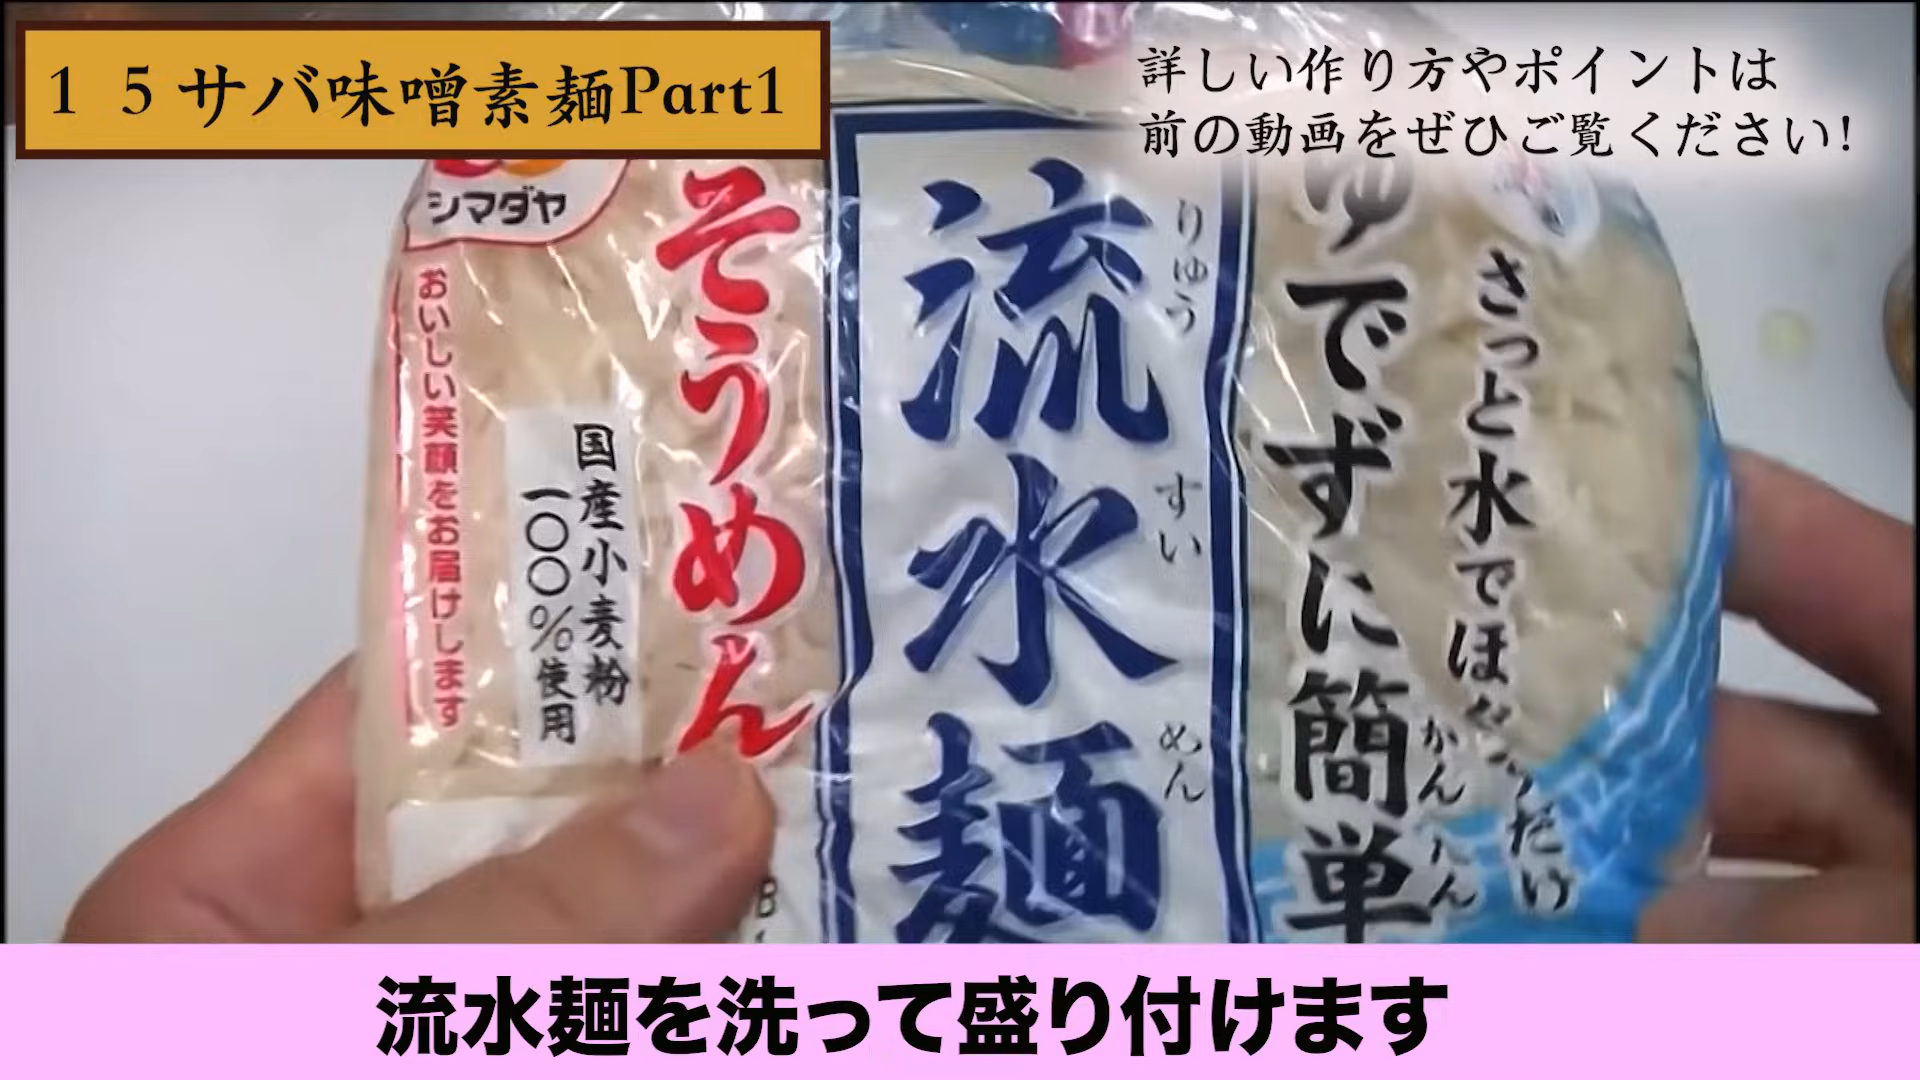 15サバ味噌素麺Part1
詳しい作り方やポイントは
前の動画をぜひご覧ください!
さっと水でほぐすだけ
ゆでずに簡単
かんたん
流水麺
りゅうすいめん
そうめん
シマダヤ
国産小麦粉
一〇〇%使用
おいしい笑顔をお届けします
流水麺を洗って盛り付けます